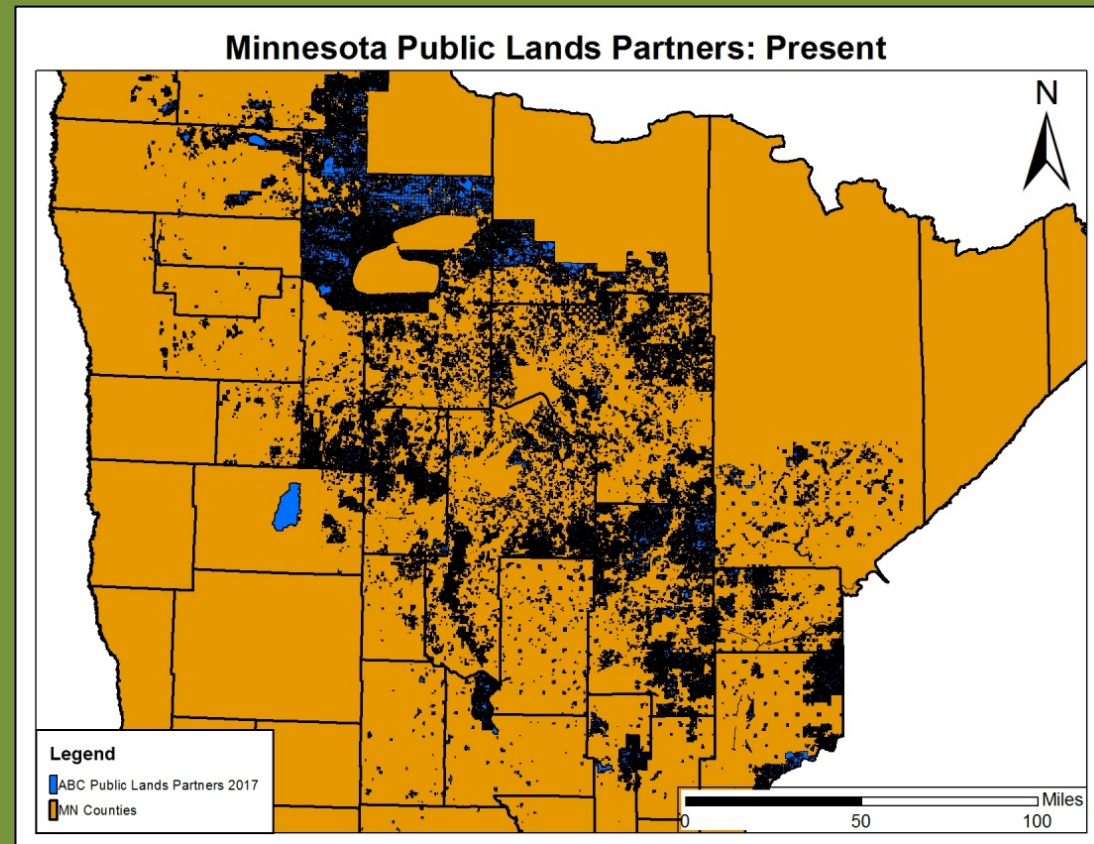 Minnesota Public Lands Partners: Present
N
Legend
ABC Public Lands Partners 2017
MN Counties
Miles
0 50 100